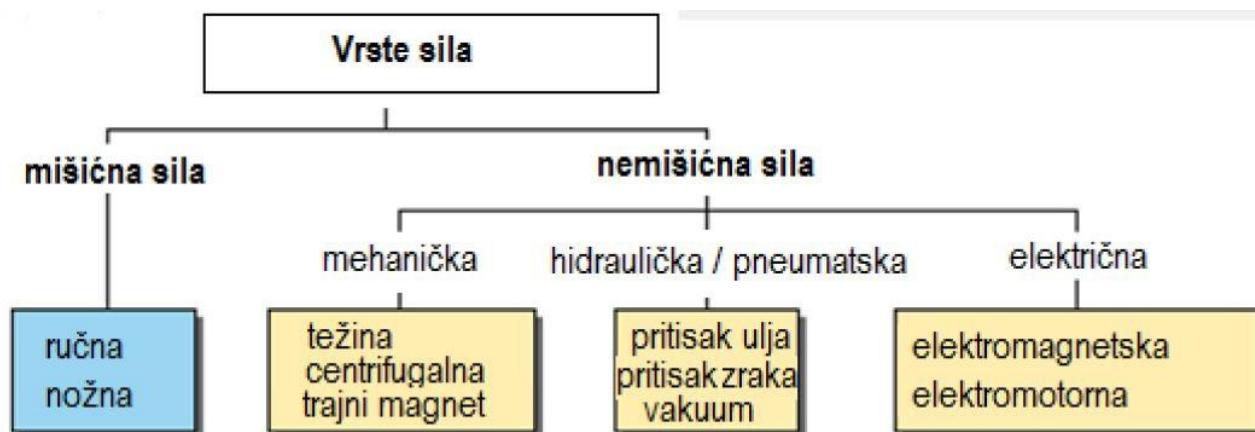 Vrste sila
mišićna sila
nemišićna sila
mehanička
hidraulička / pneumatska
električna
ručna
nožna
težina
centrifugalna
trajni magnet
pritisak ulja
pritisak zraka
vakuum
elektromagnetska
elektromotorna